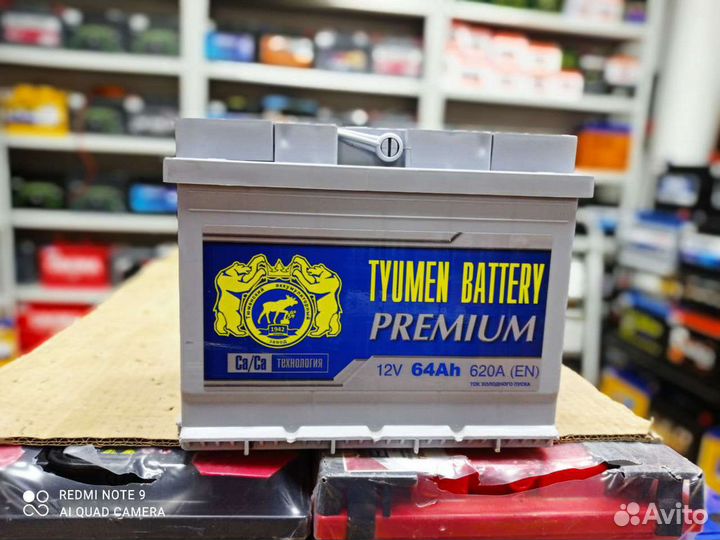 TYUMEN BATTERY
PREMIUM
1942
ЗАВОД
Ca/Ca ТЕХНОЛОГИЯ
12V 64Ah 620A (EN)
ТОК ХОЛОДНОГО ПУСКА
REDMI NOTE 9
AI QUAD CAMERA
Avito